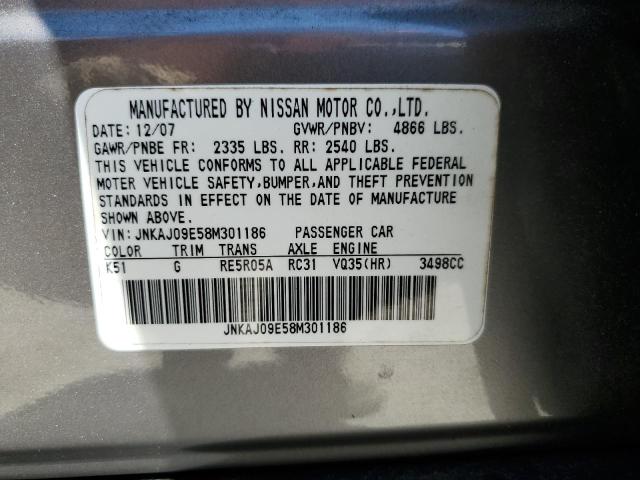 MANUFACTURED BY NISSAN MOTOR CO.,LTD.
DATE: 12/07 GVWR/PNBV: 4866 LBS.
GAWR/PNBE FR: 2335 LBS. RR: 2540 LBS.
THIS VEHICLE CONFORMS TO ALL APPLICABLE FEDERAL
MOTER VEHICLE SAFETY,BUMPER,AND THEFT PREVENTION
STANDARDS IN EFFECT ON THE DATE OF MANUFACTURE
SHOWN ABOVE.
VIN: JNKAJ09E58M301186 PASSENGER CAR
COLOR TRIM TRANS AXLE ENGINE
K51 G RE5R05A RC31 VQ35(HR) 3498CC
JNKAJ09E58M301186